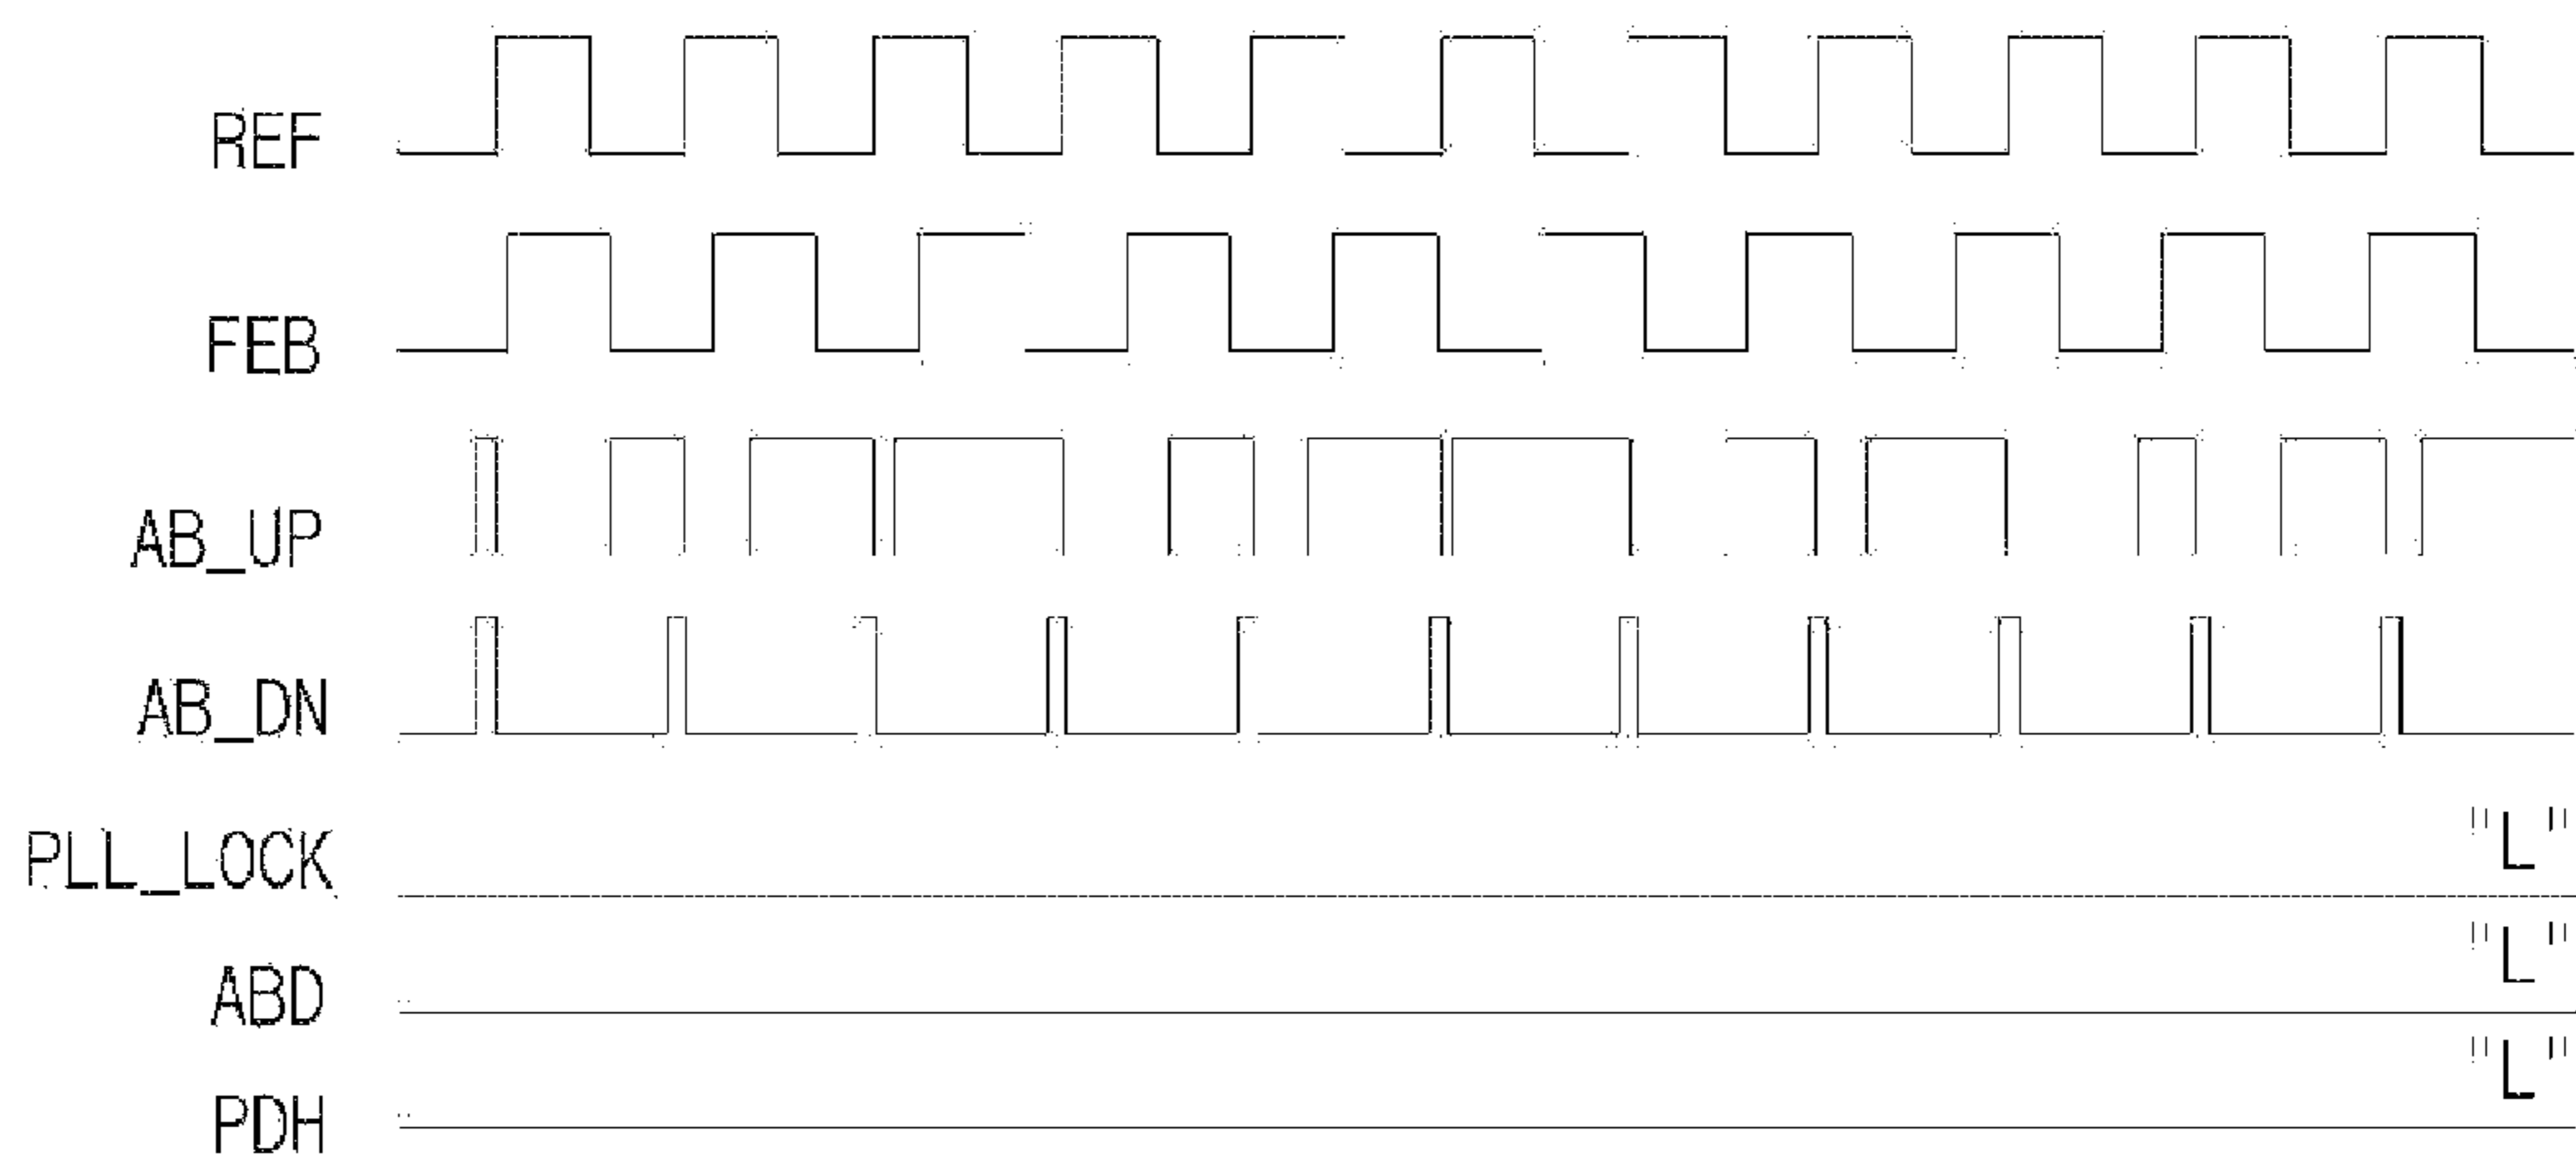 REF
FEB
AB_UP
AB_DN
PLL_LOCK "L"
ABD "L"
PDH "L"